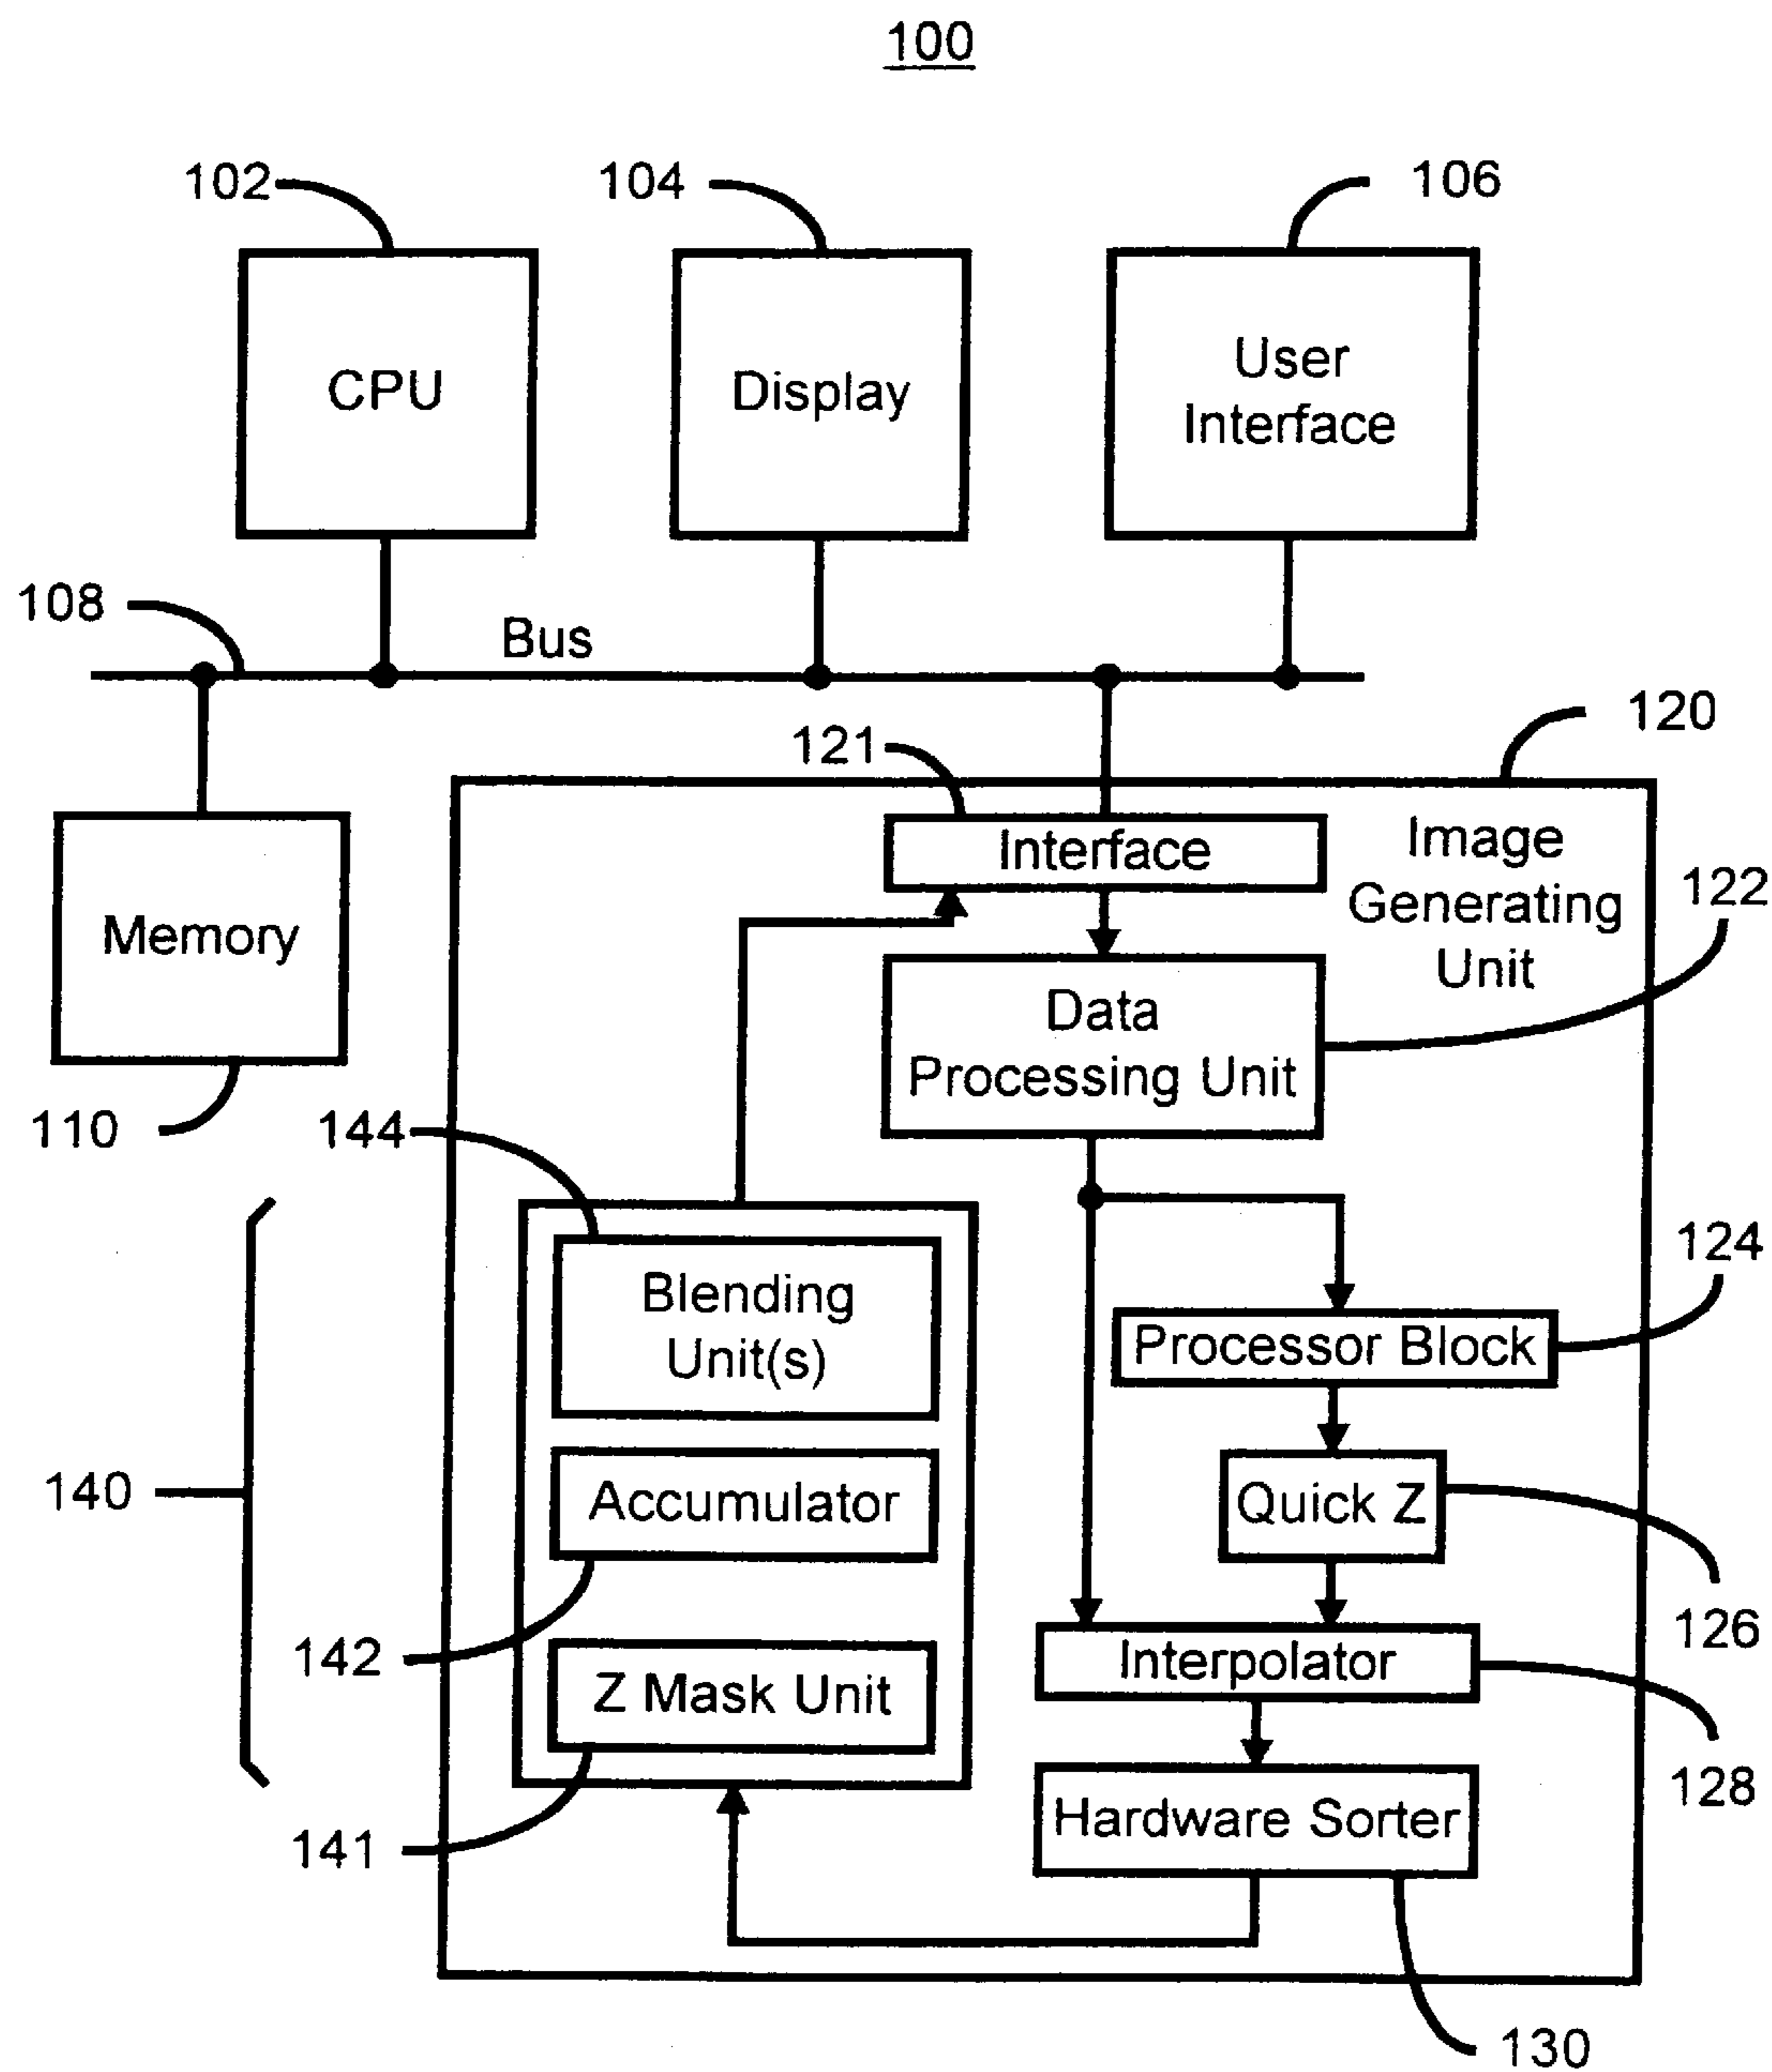 100
102
104
106
CPU
Display
User
Interface
108
Bus
120
121
Interface
Image
Generating
Unit
122
Memory
Data
Processing Unit
110
144
124
Blending
Unit(s)
Processor Block
140
Accumulator
Quick Z
126
142
Interpolator
Z Mask Unit
128
Hardware Sorter
141
130